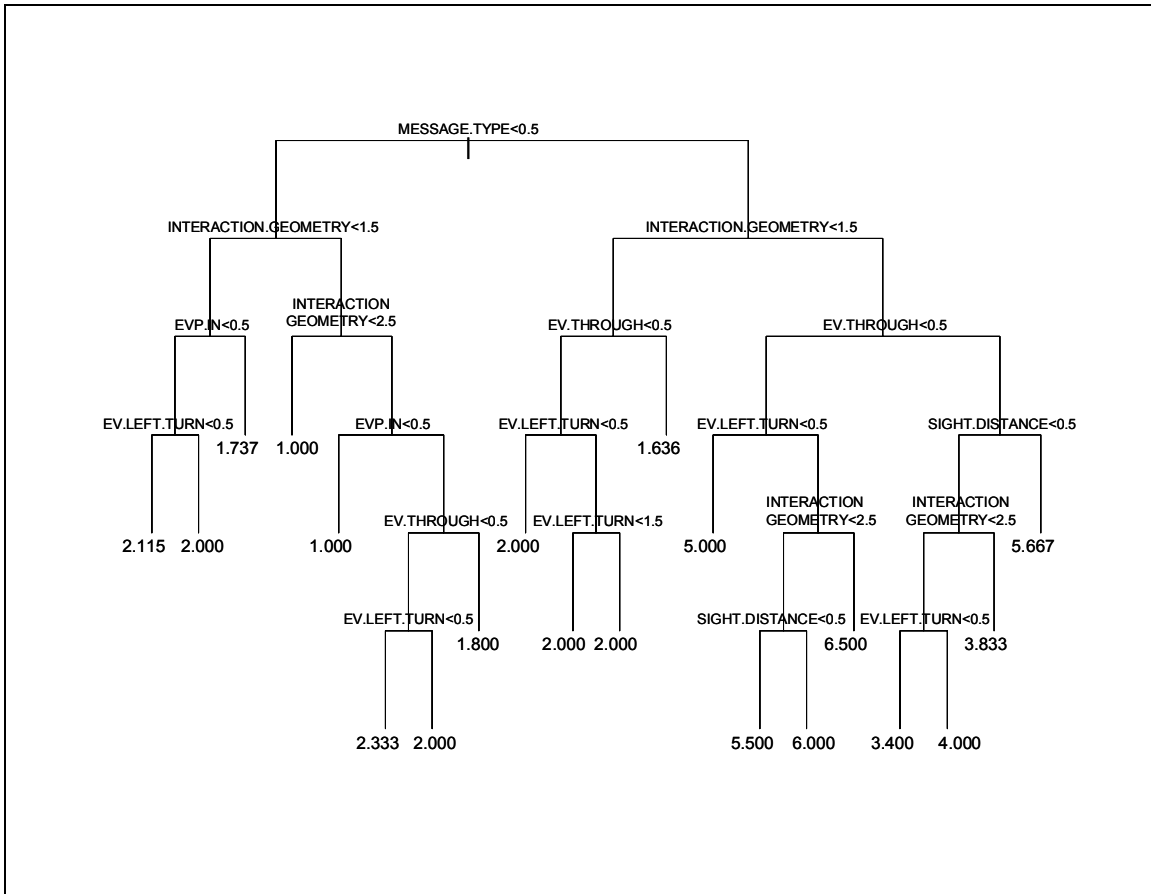 MESSAGE.TYPE<0.5
INTERACTION.GEOMETRY<1.5
INTERACTION.GEOMETRY<1.5
INTERACTION
GEOMETRY<2.5
EVP.IN<0.5
EV.THROUGH<0.5
EV.THROUGH<0.5
EV.LEFT.TURN<0.5
EVP.IN<0.5
EV.LEFT.TURN<0.5
EV.LEFT.TURN<0.5
SIGHT.DISTANCE<0.5
1.737
1.000
1.636
INTERACTION
GEOMETRY<2.5
INTERACTION
GEOMETRY<2.5
EV.THROUGH<0.5
EV.LEFT.TURN<1.5
2.115
2.000
1.000
2.000
5.000
5.667
EV.LEFT.TURN<0.5
SIGHT.DISTANCE<0.5
EV.LEFT.TURN<0.5
1.800
2.000
2.000
6.500
3.833
2.333
2.000
5.500
6.000
3.400
4.000